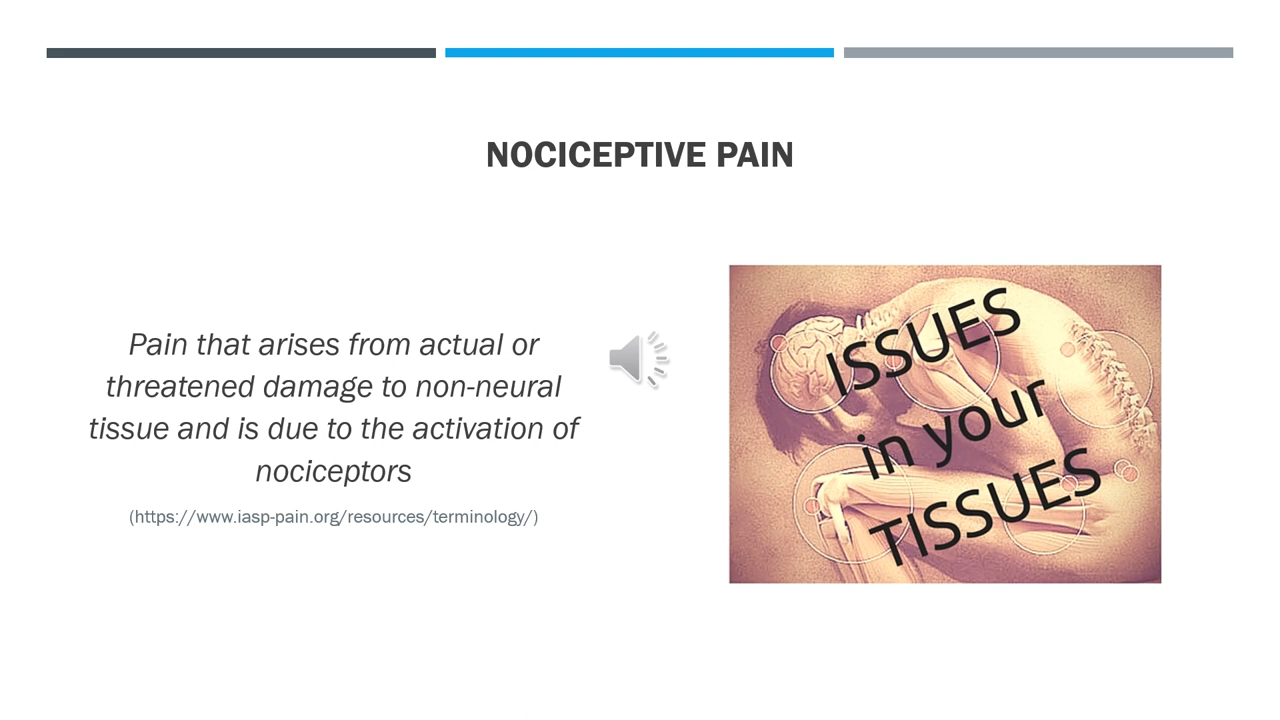 NOCICEPTIVE PAIN
Pain that arises from actual or
threatened damage to non-neural
tissue and is due to the activation of
nociceptors
(https://www.iasp-pain.org/resources/terminology/)
ISSUES
in your
TISSUES